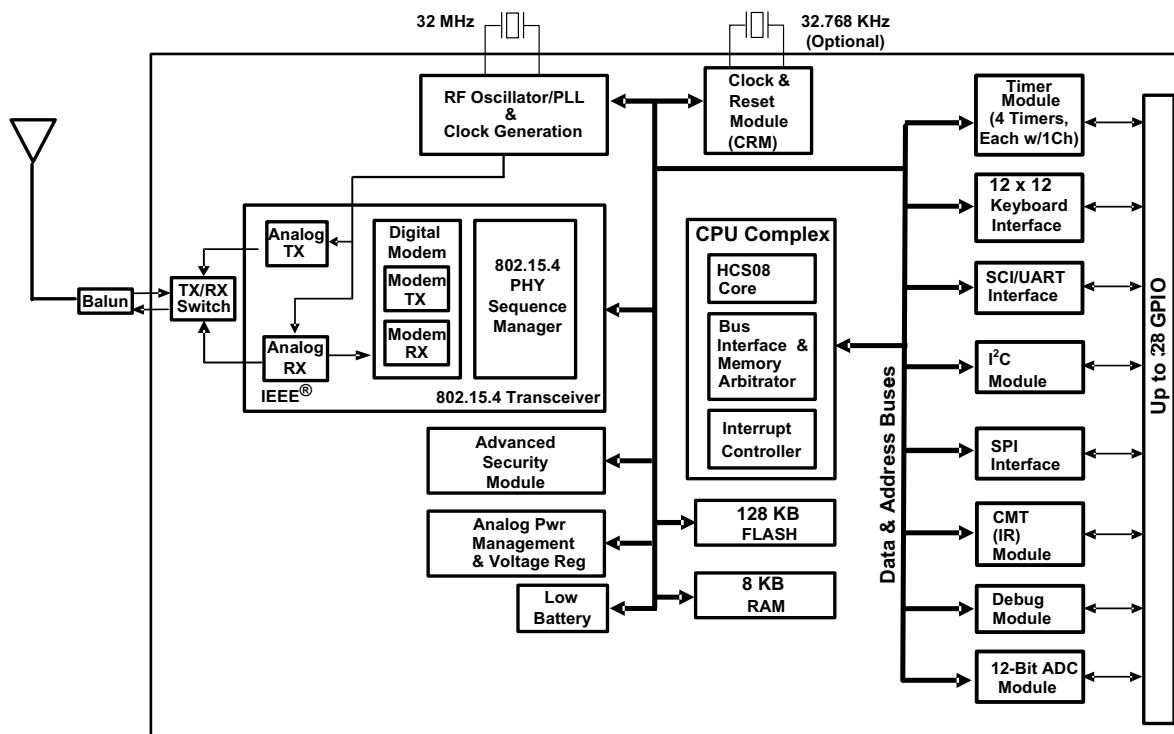 32 MHz
32.768 KHz
(Optional)
RF Oscillator/PLL
&
Clock Generation
Clock &
Reset
Module
(CRM)
Timer
Module
(4 Timers,
Each w/1Ch)
12 x 12
Keyboard
Interface
SCI/UART
Interface
I²C
Module
SPI
Interface
CMT
(IR)
Module
Debug
Module
12-Bit ADC
Module
Up to 28 GPIO
Data & Address Buses
CPU Complex
HCS08
Core
Bus
Interface &
Memory
Arbitrator
Interrupt
Controller
128 KB
FLASH
8 KB
RAM
Balun
TX/RX
Switch
Analog
TX
Analog
RX
Digital
Modem
Modem
TX
Modem
RX
802.15.4
PHY
Sequence
Manager
IEEE®
802.15.4 Transceiver
Advanced
Security
Module
Analog Pwr
Management
& Voltage Reg
Low
Battery